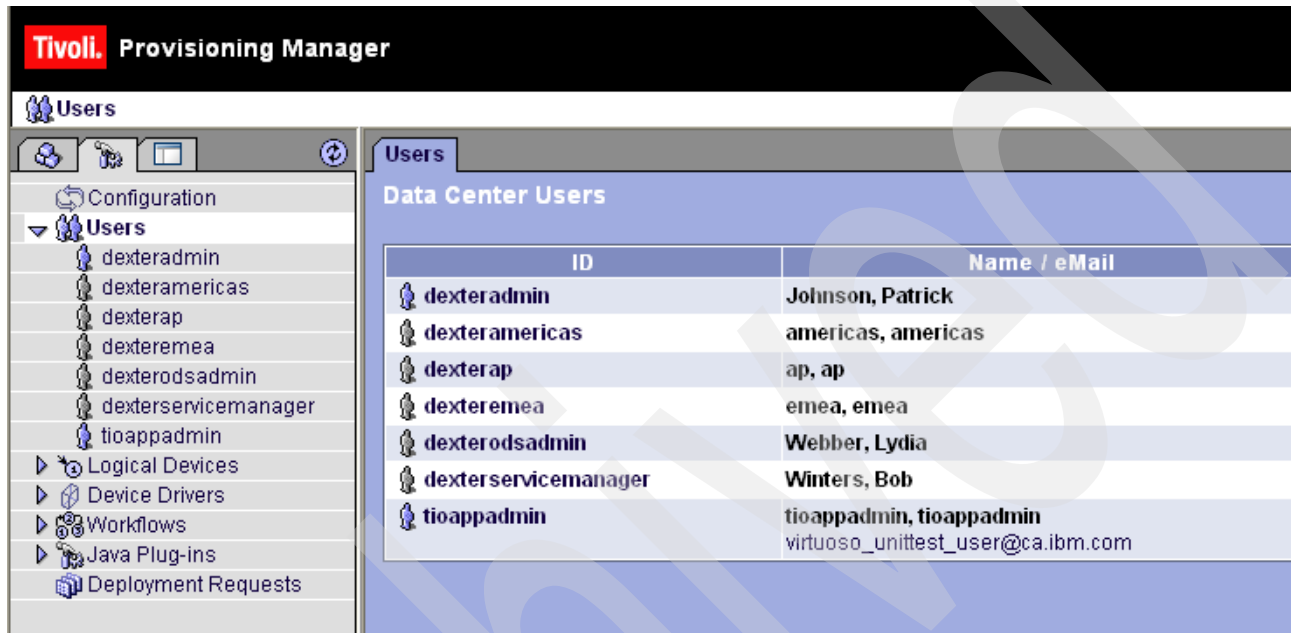 Tivoli. Provisioning Manager
Users
Users
Configuration
Users
dexteradmin
dexteramericas
dexterap
dexteremea
dexterodsadmin
dexterservicemanager
tioappadmin
Logical Devices
Device Drivers
Workflows
Java Plug-ins
Deployment Requests
Data Center Users
ID Name / eMail
dexteradmin Johnson, Patrick
dexteramericas americas, americas
dexterap ap, ap
dexteremea emea, emea
dexterodsadmin Webber, Lydia
dexterservicemanager Winters, Bob
tioappadmin tioappadmin, tioappadmin
virtuoso_unittest_user@ca.ibm.com